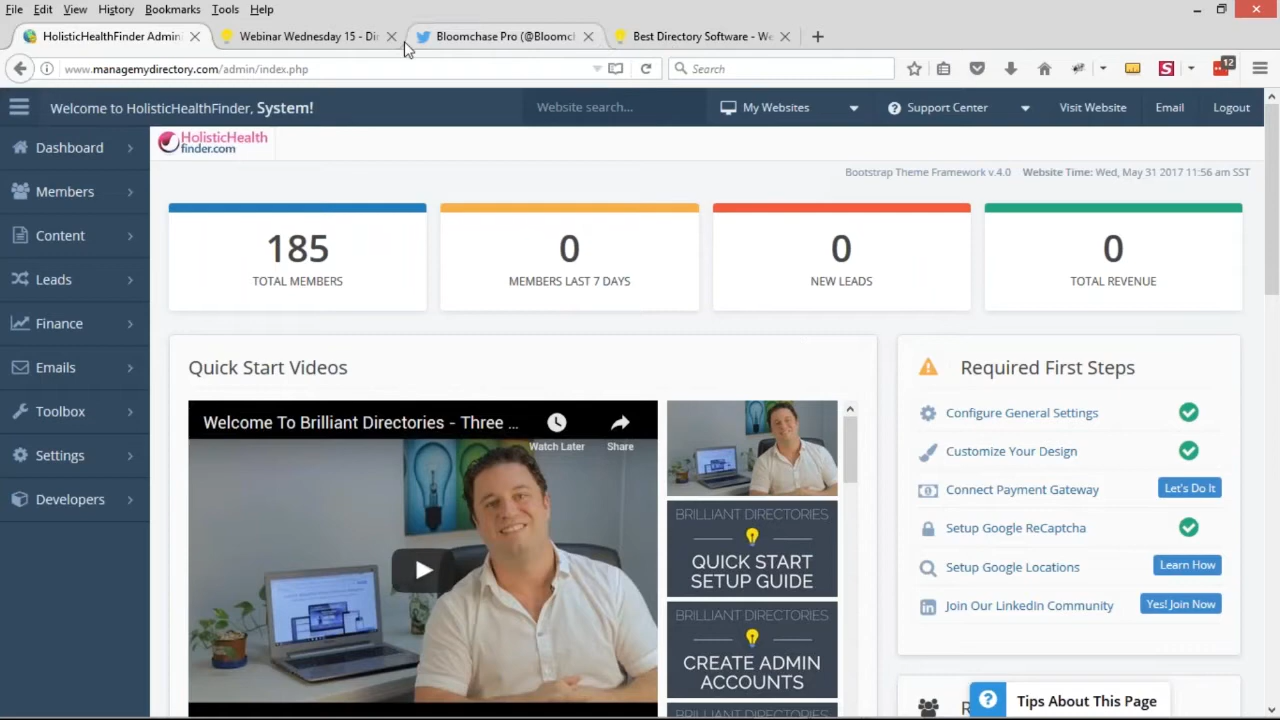 File Edit View History Bookmarks Tools Help
HolisticHealthFinder Admin
Webinar Wednesday 15 - Di
Bloomchase Pro (@Bloomc
Best Directory Software - We
www.managemydirectory.com/admin/index.php
Search
12
Welcome to HolisticHealthFinder, System!
Website search...
My Websites
Support Center
Visit Website
Email
Logout
Dashboard
Members
Content
Leads
Finance
Emails
Toolbox
Settings
Developers
HolisticHealth
finder.com
Bootstrap Theme Framework v.4.0 Website Time: Wed, May 31 2017 11:56 am SST
185
TOTAL MEMBERS
0
MEMBERS LAST 7 DAYS
0
NEW LEADS
0
TOTAL REVENUE
Quick Start Videos
Welcome To Brilliant Directories - Three ...
Watch Later
Share
BRILLIANT DIRECTORIES
QUICK START
SETUP GUIDE
BRILLIANT DIRECTORIES
CREATE ADMIN
ACCOUNTS
BRILLIANT DIRECTORIES
Required First Steps
Configure General Settings
Customize Your Design
Connect Payment Gateway Let's Do It
Setup Google ReCaptcha
Setup Google Locations Learn How
Join Our LinkedIn Community Yes! Join Now
Tips About This Page